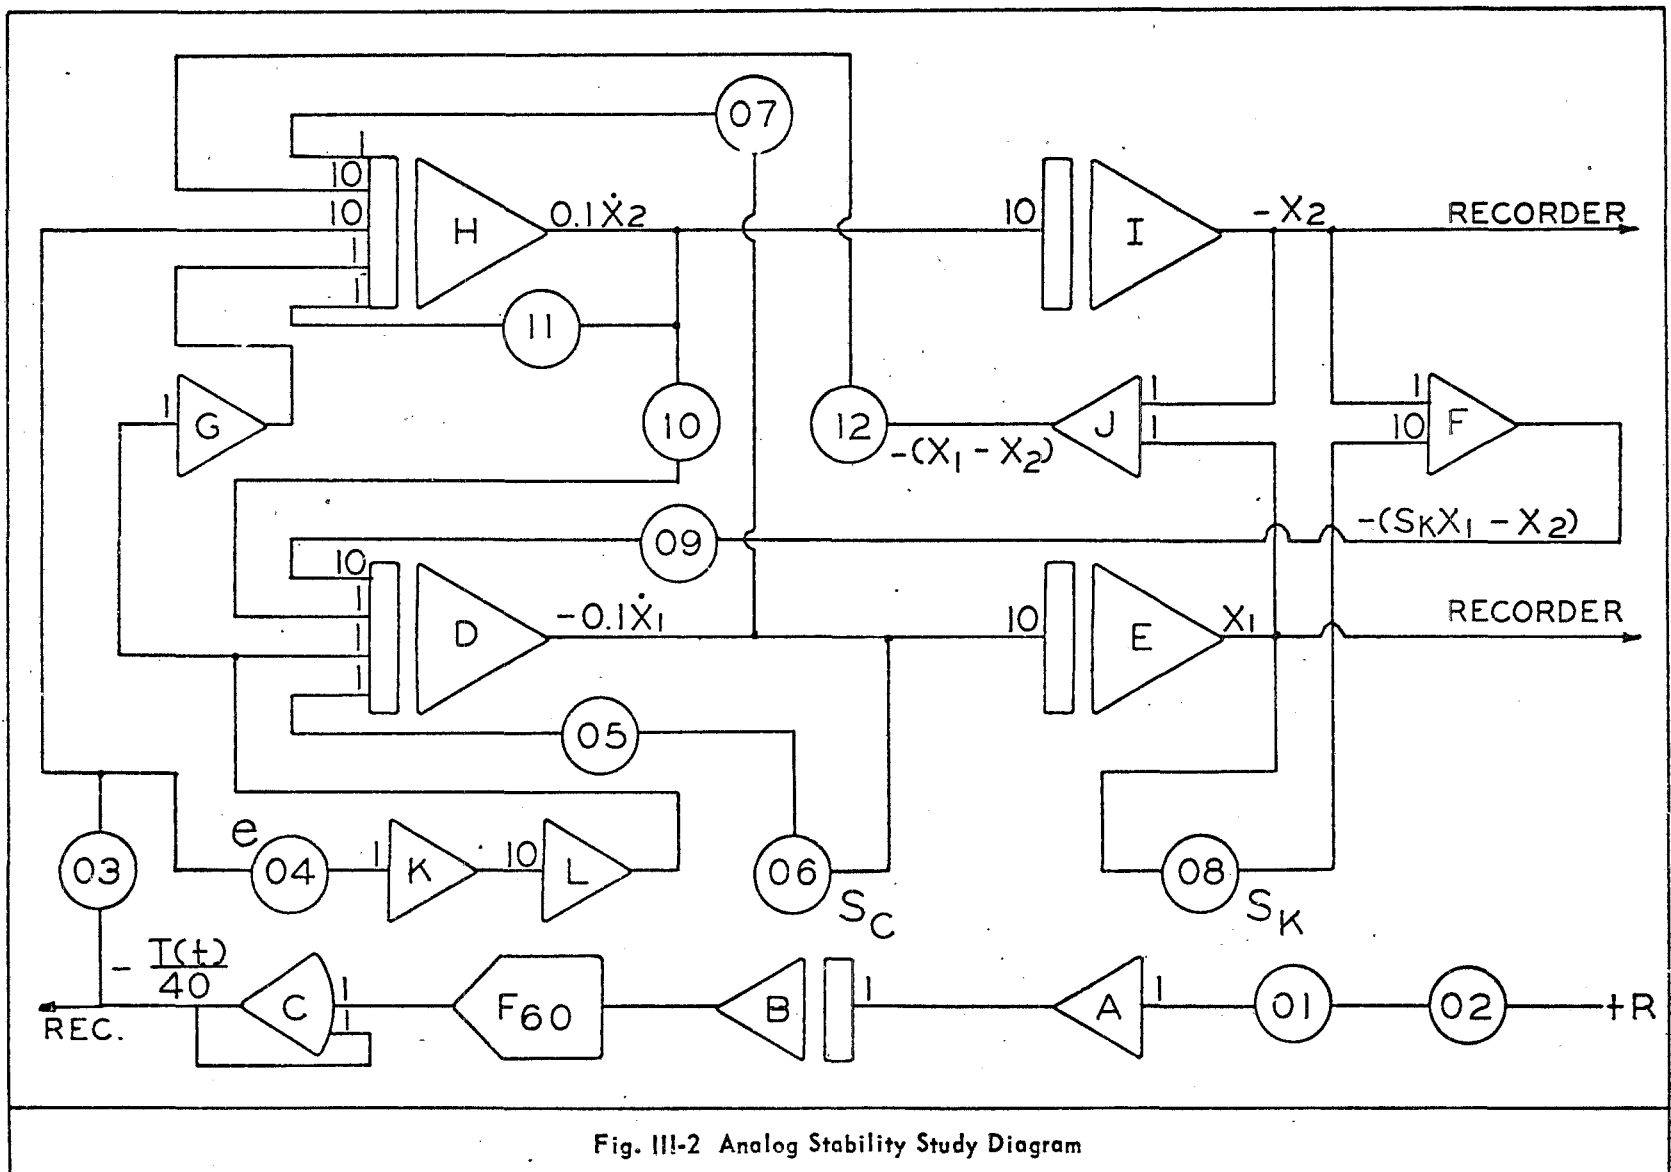 07
1
10
10
1
1
H
0.1Ẋ2
10
I
-X2
RECORDER
11
1
G
10
12
-(X1 - X2)
J
1
1
1
10
F
-(SKX1 - X2)
09
10
1
1
1
D
-0.1Ẋ1
10
E
X1
RECORDER
05
e
03
04
1
K
10
L
06
SC
08
SK
- T(t)
40
REC.
C
1
1
F60
B
1
A
1
01
02
+R
Fig. III-2 Analog Stability Study Diagram